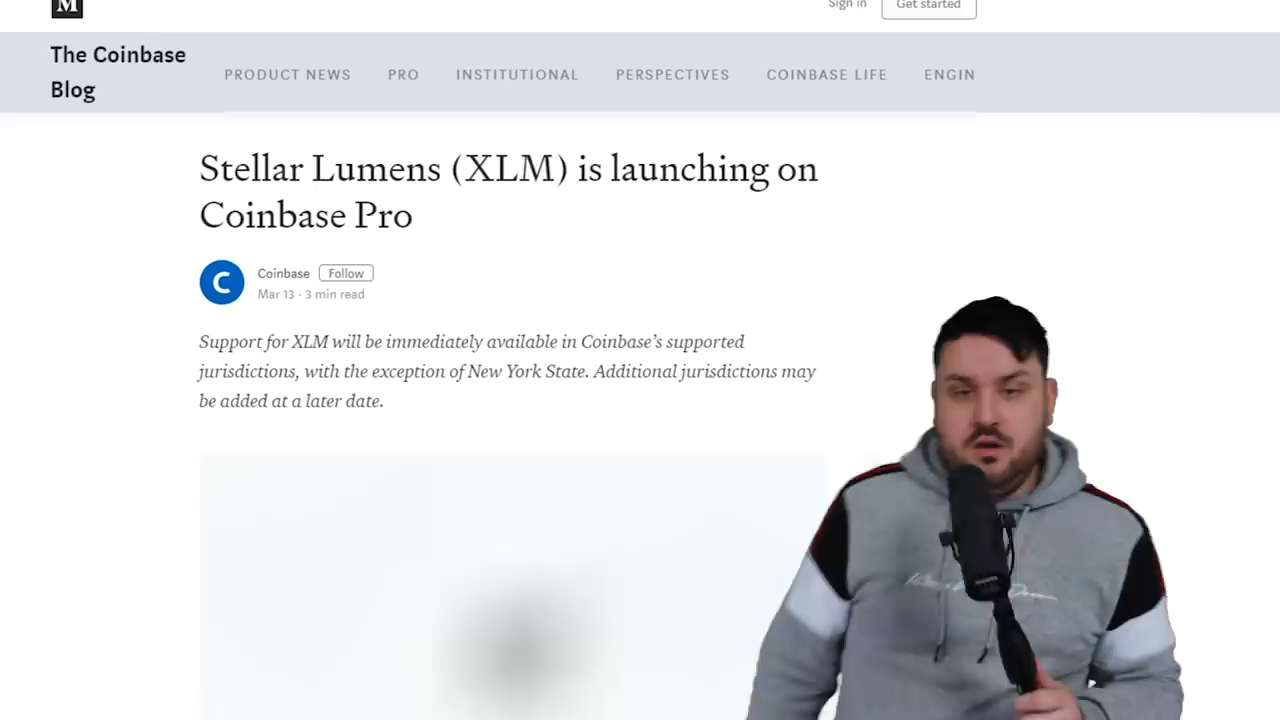 M
Sign in
Get started
The Coinbase
Blog
PRODUCT NEWS
PRO
INSTITUTIONAL
PERSPECTIVES
COINBASE LIFE
ENGIN
Stellar Lumens (XLM) is launching on
Coinbase Pro
C
Coinbase
Follow
Mar 13 · 3 min read
Support for XLM will be immediately available in Coinbase’s supported
jurisdictions, with the exception of New York State. Additional jurisdictions may
be added at a later date.